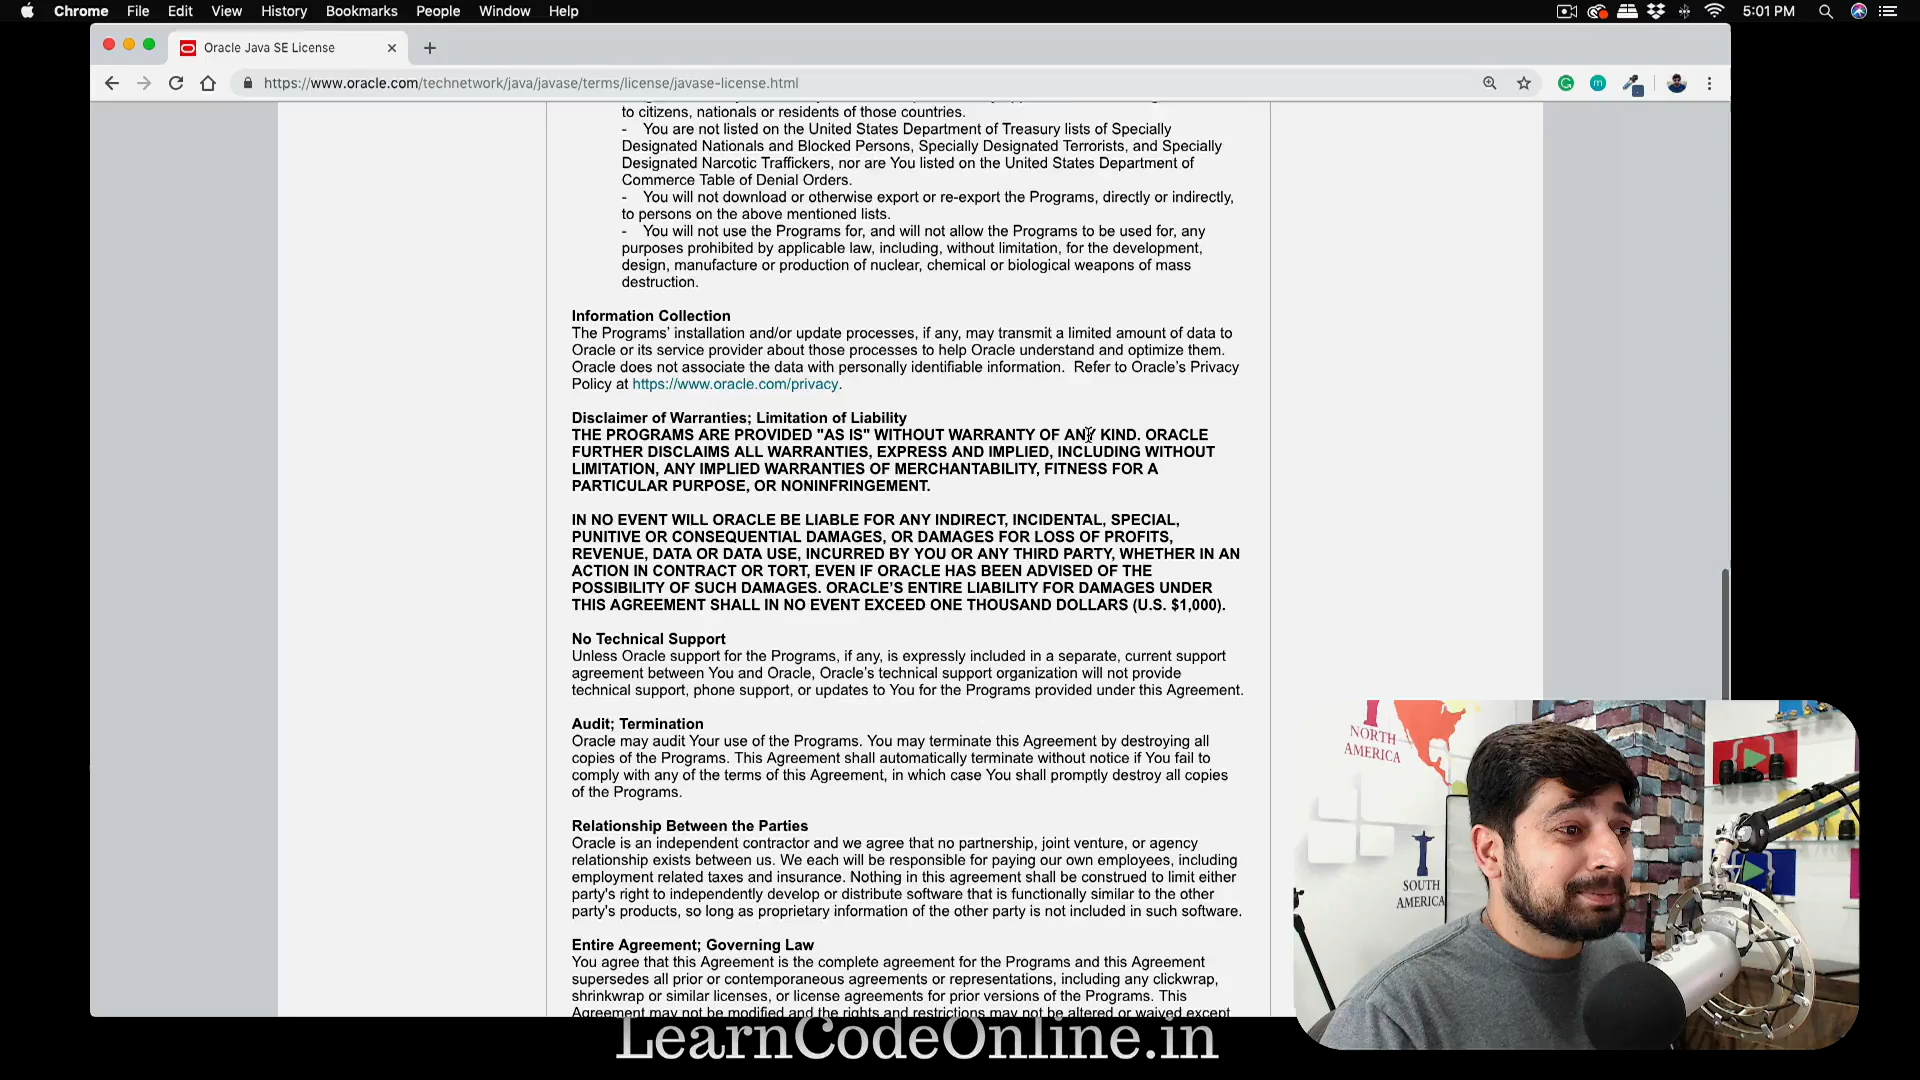 Chrome File Edit View History Bookmarks People Window Help 5:01 PM
Oracle Java SE License
https://www.oracle.com/technetwork/java/javase/terms/license/javase-license.html
to citizens, nationals or residents of those countries.
- You are not listed on the United States Department of Treasury lists of Specially
Designated Nationals and Blocked Persons, Specially Designated Terrorists, and Specially
Designated Narcotic Traffickers, nor are You listed on the United States Department of
Commerce Table of Denial Orders.
- You will not download or otherwise export or re-export the Programs, directly or indirectly,
to persons on the above mentioned lists.
- You will not use the Programs for, and will not allow the Programs to be used for, any
purposes prohibited by applicable law, including, without limitation, for the development,
design, manufacture or production of nuclear, chemical or biological weapons of mass
destruction.
Information Collection
The Programs' installation and/or update processes, if any, may transmit a limited amount of data to
Oracle or its service provider about those processes to help Oracle understand and optimize them.
Oracle does not associate the data with personally identifiable information. Refer to Oracle's Privacy
Policy at https://www.oracle.com/privacy.
Disclaimer of Warranties; Limitation of Liability
THE PROGRAMS ARE PROVIDED "AS IS" WITHOUT WARRANTY OF ANY KIND. ORACLE
FURTHER DISCLAIMS ALL WARRANTIES, EXPRESS AND IMPLIED, INCLUDING WITHOUT
LIMITATION, ANY IMPLIED WARRANTIES OF MERCHANTABILITY, FITNESS FOR A
PARTICULAR PURPOSE, OR NONINFRINGEMENT.
IN NO EVENT WILL ORACLE BE LIABLE FOR ANY INDIRECT, INCIDENTAL, SPECIAL,
PUNITIVE OR CONSEQUENTIAL DAMAGES, OR DAMAGES FOR LOSS OF PROFITS,
REVENUE, DATA OR DATA USE, INCURRED BY YOU OR ANY THIRD PARTY, WHETHER IN AN
ACTION IN CONTRACT OR TORT, EVEN IF ORACLE HAS BEEN ADVISED OF THE
POSSIBILITY OF SUCH DAMAGES. ORACLE'S ENTIRE LIABILITY FOR DAMAGES UNDER
THIS AGREEMENT SHALL IN NO EVENT EXCEED ONE THOUSAND DOLLARS (U.S. $1,000).
No Technical Support
Unless Oracle support for the Programs, if any, is expressly included in a separate, current support
agreement between You and Oracle, Oracle's technical support organization will not provide
technical support, phone support, or updates to You for the Programs provided under this Agreement.
Audit; Termination
Oracle may audit Your use of the Programs. You may terminate this Agreement by destroying all
copies of the Programs. This Agreement shall automatically terminate without notice if You fail to
comply with any of the terms of this Agreement, in which case You shall promptly destroy all copies
of the Programs.
Relationship Between the Parties
Oracle is an independent contractor and we agree that no partnership, joint venture, or agency
relationship exists between us. We each will be responsible for paying our own employees, including
employment related taxes and insurance. Nothing in this agreement shall be construed to limit either
party's right to independently develop or distribute software that is functionally similar to the other
party's products, so long as proprietary information of the other party is not included in such software.
Entire Agreement; Governing Law
You agree that this Agreement is the complete agreement for the Programs and this Agreement
supersedes all prior or contemporaneous agreements or representations, including any clickwrap,
shrinkwrap or similar licenses, or license agreements for prior versions of the Programs. This
Agreement may not be modified and the rights and restrictions may not be altered or waived except
NORTH
AMERICA
SOUTH
AMERICA
LearnCodeOnline.in